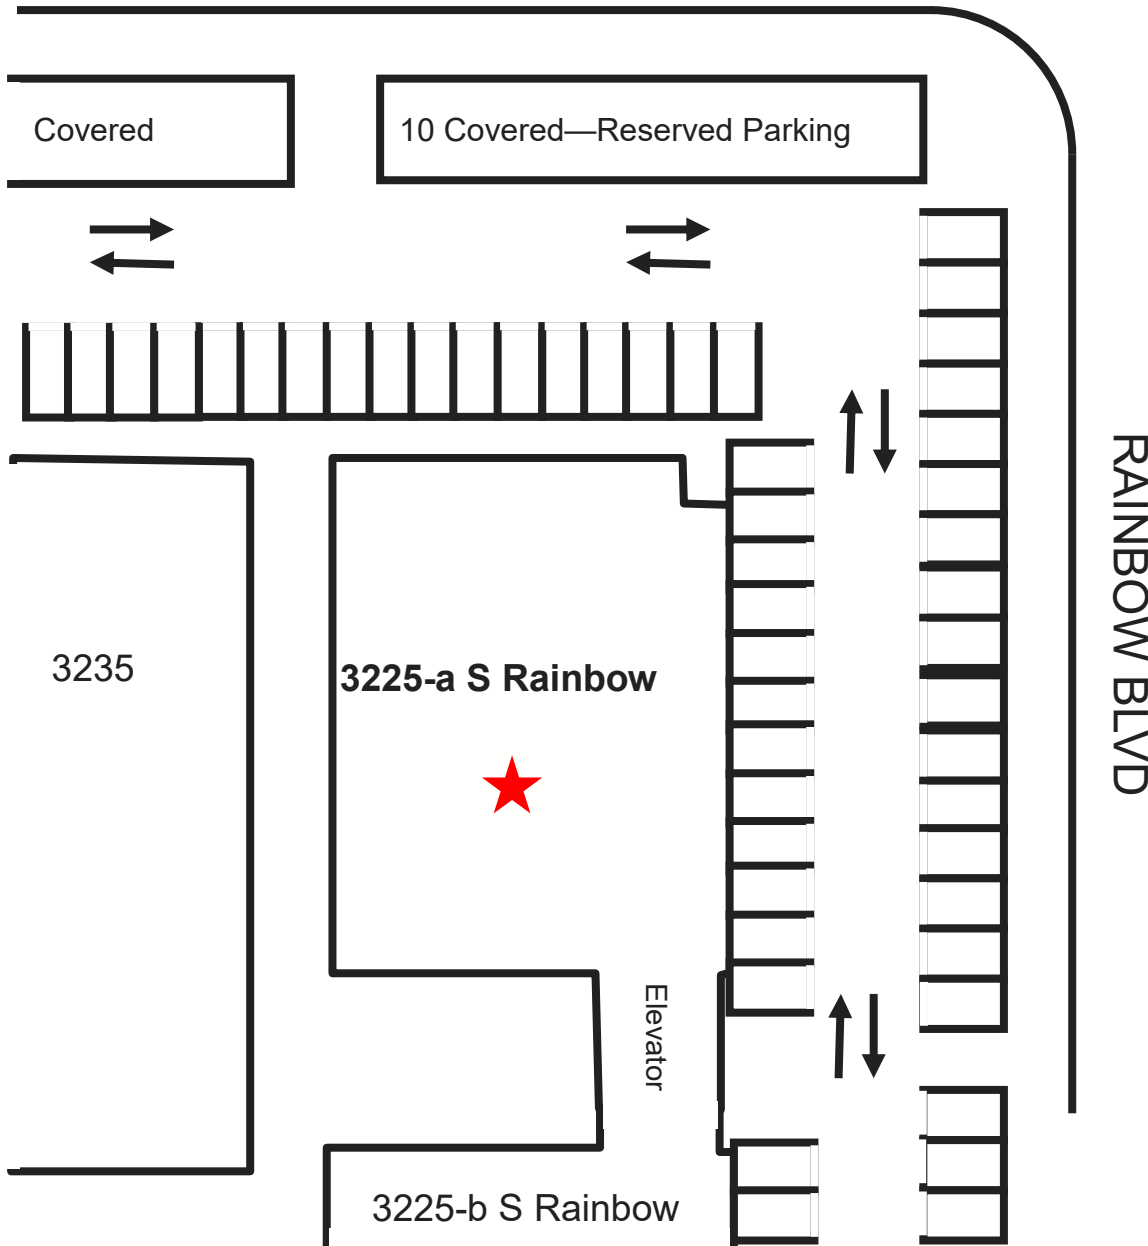 Covered
10 Covered—Reserved Parking
RAINBOW BLVD
3235
3225-a S Rainbow
Elevator
3225-b S Rainbow